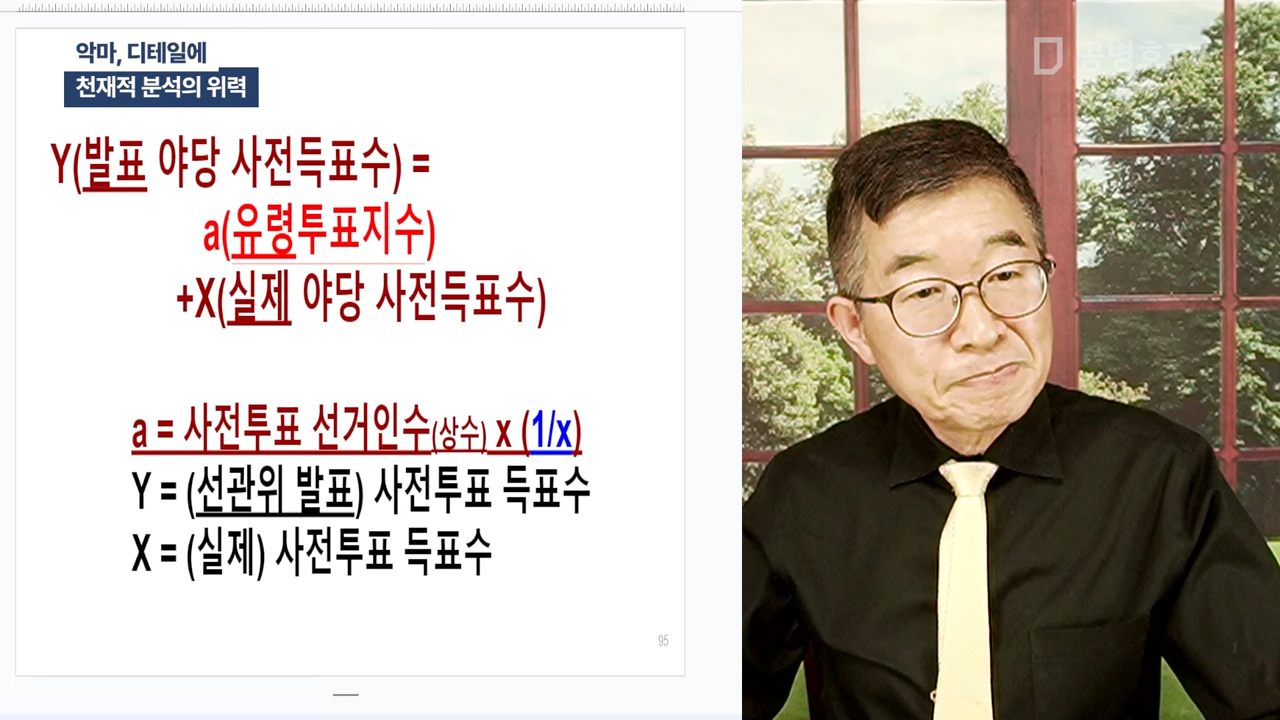 악마, 디테일에
천재적 분석의 위력
Y(발표 야당 사전득표수) =
a(유령투표지수)
+X(실제 야당 사전득표수)
a = 사전투표 선거인수(상수) x (1/x)
Y = (선관위 발표) 사전투표 득표수
X = (실제) 사전투표 득표수
95
공병호